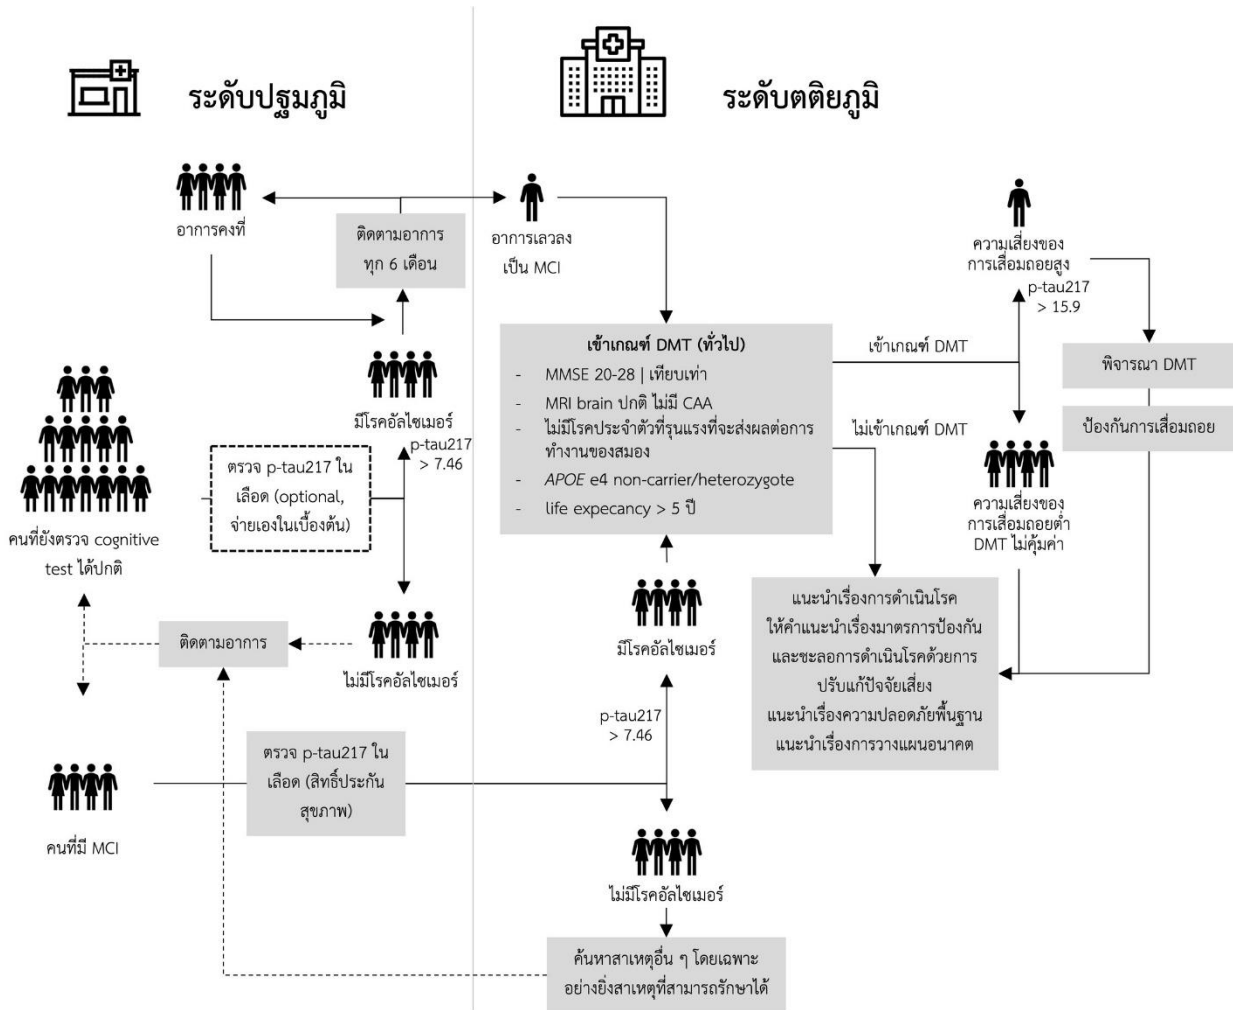 ระดับปฐมภูมิ
ระดับตติยภูมิ
อาการคงที่
ติดตามอาการ
ทุก 6 เดือน
อาการเลวลง
เป็น MCI
ความเสี่ยงของ
การเสื่อมถอยสูง
p-tau217
> 15.9
มีโรคอัลไซเมอร์
p-tau217
> 7.46
ตรวจ p-tau217 ใน
เลือด (optional,
จ่ายเองในเบื้องต้น)
คนที่ยังตรวจ cognitive
test ได้ปกติ
ติดตามอาการ
ไม่มีโรคอัลไซเมอร์
เข้าเกณฑ์ DMT (ทั่วไป)
- MMSE 20-28 | เทียบเท่า
- MRI brain ปกติ ไม่มี CAA
- ไม่มีโรคประจำตัวที่รุนแรงที่จะส่งผลต่อการ
ทำงานของสมอง
- APOE e4 non-carrier/heterozygote
- life expecancy > 5 ปี
เข้าเกณฑ์ DMT
ไม่เข้าเกณฑ์ DMT
พิจารณา DMT
ป้องกันการเสื่อมถอย
ความเสี่ยงของ
การเสื่อมถอยต่ำ
DMT ไม่คุ้มค่า
มีโรคอัลไซเมอร์
p-tau217
> 7.46
แนะนำเรื่องการดำเนินโรค
ให้คำแนะนำเรื่องมาตรการป้องกัน
และชะลอการดำเนินโรคด้วยการ
ปรับแก้ปัจจัยเสี่ยง
แนะนำเรื่องความปลอดภัยพื้นฐาน
แนะนำเรื่องการวางแผนอนาคต
ตรวจ p-tau217 ใน
เลือด (สิทธิ์ประกัน
สุขภาพ)
คนที่มี MCI
ไม่มีโรคอัลไซเมอร์
ค้นหาสาเหตุอื่น ๆ โดยเฉพาะ
อย่างยิ่งสาเหตุที่สามารถรักษาได้